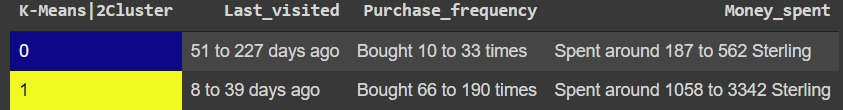 K-Means|2Cluster Last_visited Purchase_frequency Money_spent
0 51 to 227 days ago Bought 10 to 33 times Spent around 187 to 562 Sterling
1 8 to 39 days ago Bought 66 to 190 times Spent around 1058 to 3342 Sterling